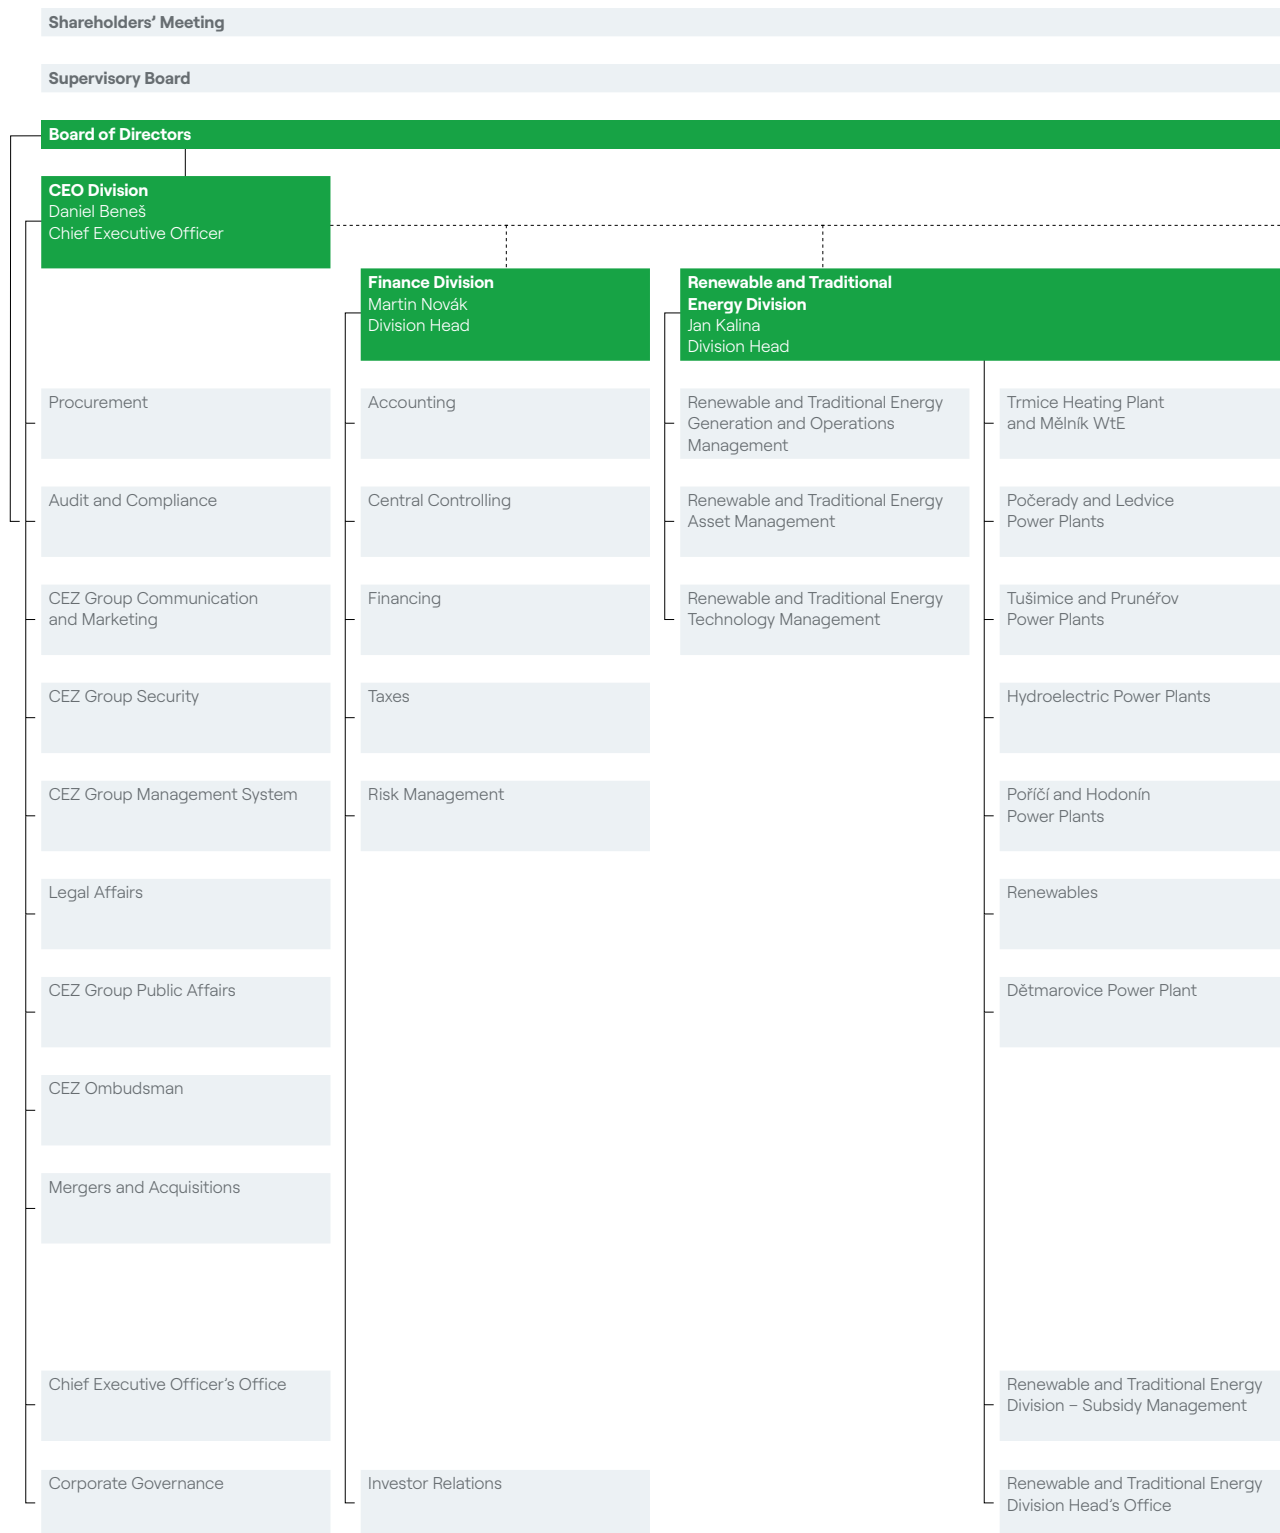 Shareholders’ Meeting
Supervisory Board
Board of Directors
CEO Division
Daniel Beneš
Chief Executive Officer
Finance Division
Martin Novák
Division Head
Renewable and Traditional
Energy Division
Jan Kalina
Division Head
Procurement
Audit and Compliance
CEZ Group Communication
and Marketing
CEZ Group Security
CEZ Group Management System
Legal Affairs
CEZ Group Public Affairs
CEZ Ombudsman
Mergers and Acquisitions
Chief Executive Officer’s Office
Corporate Governance
Accounting
Central Controlling
Financing
Taxes
Risk Management
Investor Relations
Renewable and Traditional Energy
Generation and Operations
Management
Renewable and Traditional Energy
Asset Management
Renewable and Traditional Energy
Technology Management
Trmice Heating Plant
and Mělník WtE
Počerady and Ledvice
Power Plants
Tušimice and Prunéřov
Power Plants
Hydroelectric Power Plants
Poříčí and Hodonín
Power Plants
Renewables
Dětmarovice Power Plant
Renewable and Traditional Energy
Division – Subsidy Management
Renewable and Traditional Energy
Division Head’s Office